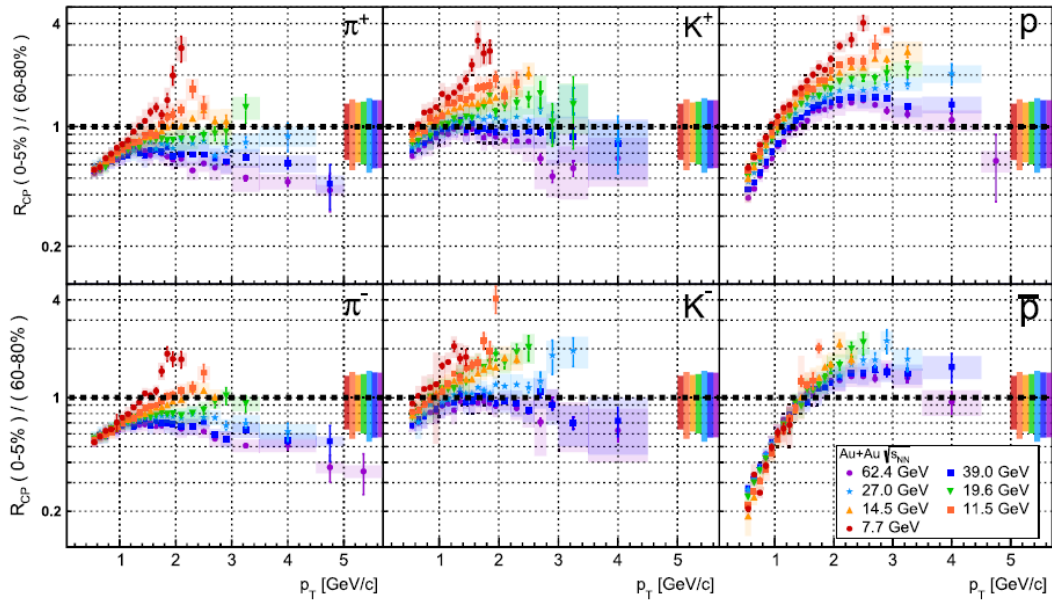 4
1
0.2
R_CP ( 0-5% ) / ( 60-80% )
π⁺
K⁺
p
4
1
0.2
R_CP ( 0-5% ) / ( 60-80% )
π⁻
K⁻
p̅
Au+Au √s_NN
62.4 GeV 39.0 GeV
27.0 GeV 19.6 GeV
14.5 GeV 11.5 GeV
7.7 GeV
1 2 3 4 5 1 2 3 4 5 1 2 3 4 5
p_T [GeV/c] p_T [GeV/c] p_T [GeV/c]